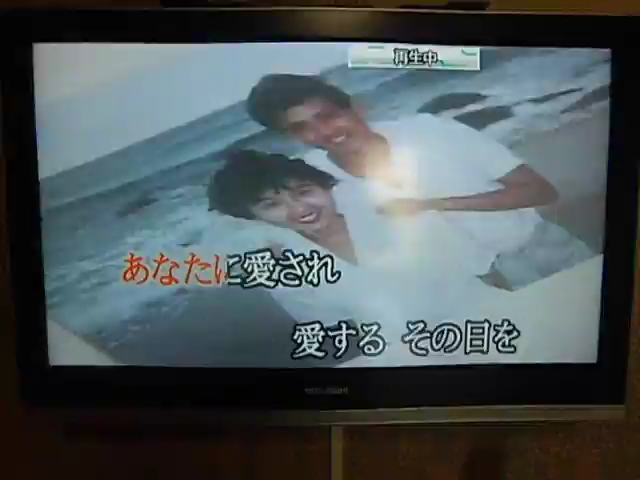 再生中
あなたに愛され
愛する その日を